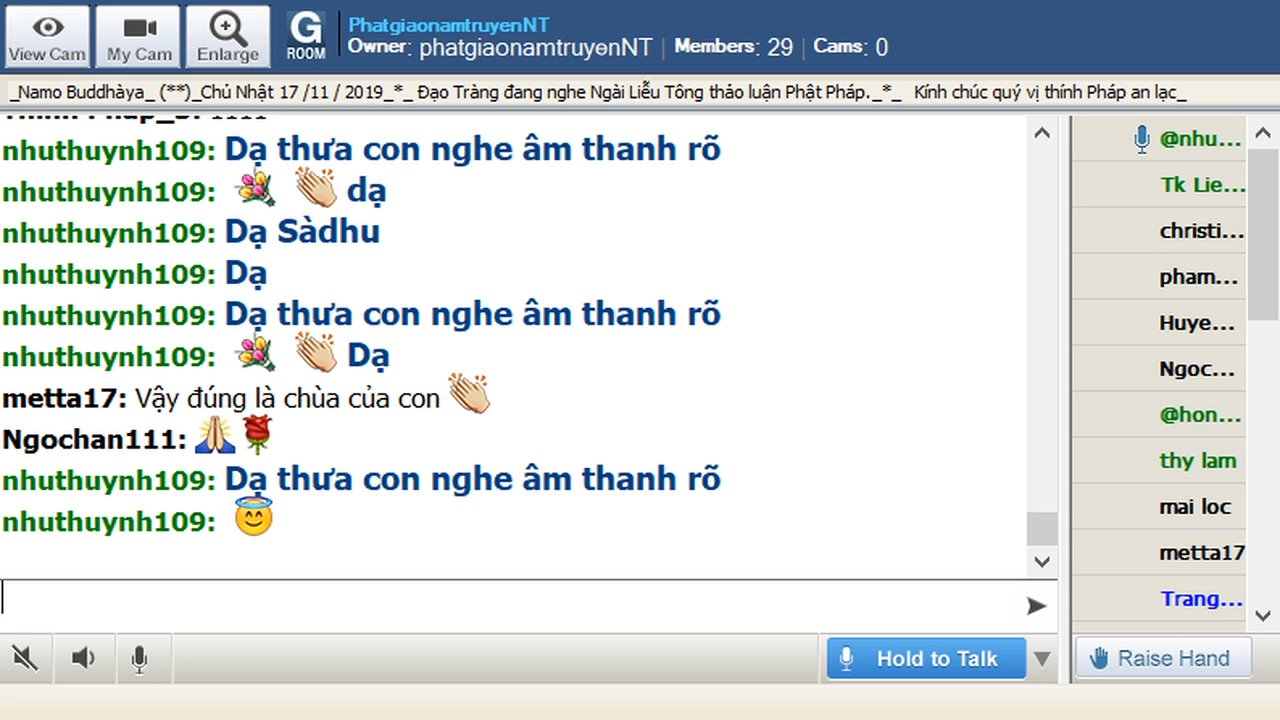 View Cam
My Cam
Enlarge
G
ROOM
PhatgiaonamtruyenNT
Owner: phatgiaonamtruyenNT | Members: 29 | Cams: 0
_Namo Buddhàya_ (**)_Chủ Nhật 17 /11 / 2019_*_ Đạo Tràng đang nghe Ngài Liễu Tông thảo luận Phật Pháp._*_ Kính chúc quý vị thính Pháp an lạc_
nhuthuynh109: Dạ thưa con nghe âm thanh rõ
nhuthuynh109: dạ
nhuthuynh109: Dạ Sàdhu
nhuthuynh109: Dạ
nhuthuynh109: Dạ thưa con nghe âm thanh rõ
nhuthuynh109: Dạ
metta17: Vậy đúng là chùa của con
Ngochan111:
nhuthuynh109: Dạ thưa con nghe âm thanh rõ
nhuthuynh109:
@nhu...
Tk Lie...
christi...
pham...
Huye...
Ngoc...
@hon...
thy lam
mai loc
metta17
Trang...
Hold to Talk
Raise Hand